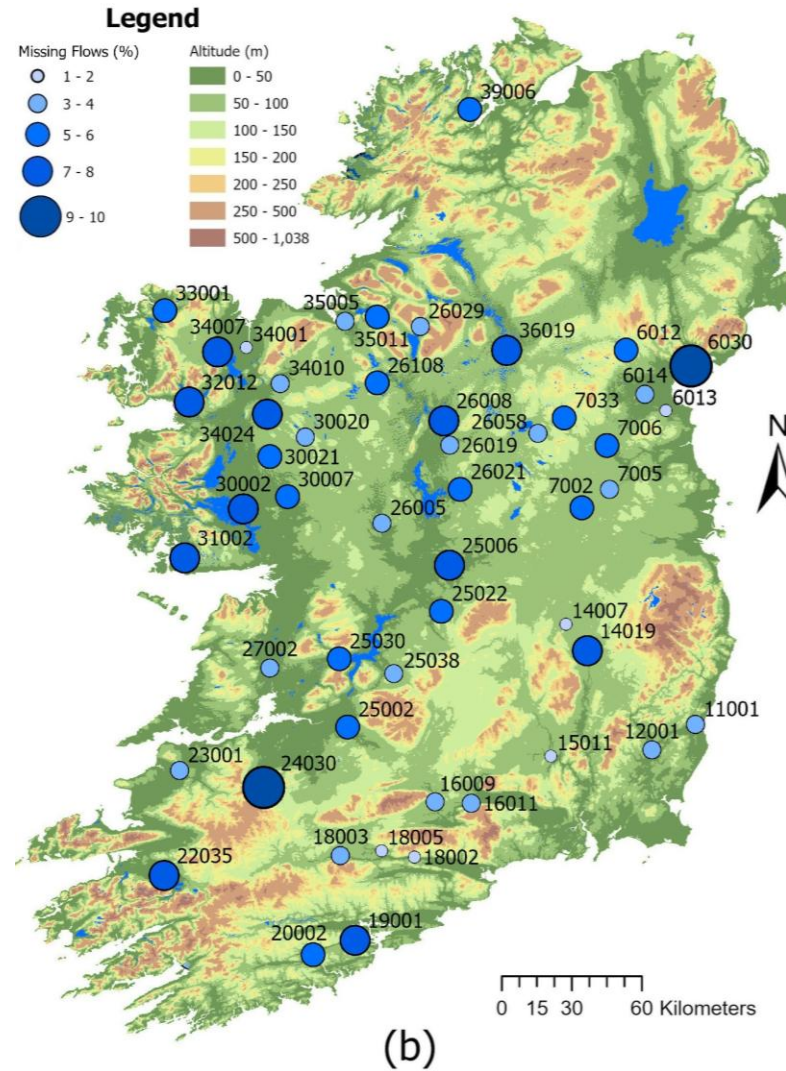 Legend
Missing Flows (%)
1 - 2
3 - 4
5 - 6
7 - 8
9 - 10
Altitude (m)
0 - 50
50 - 100
100 - 150
150 - 200
200 - 250
250 - 500
500 - 1,038
39006
33001
35005
26029
34007
34001
35011
36019
6012
6030
34010
26108
6014
32012
6013
26008
7033
26058
34024
30020
26019
7006
N
30021
26021
7005
30002
30007
7002
26005
31002
25006
25022
14007
14019
27002
25030
25038
11001
25002
12001
23001
24030
15011
16009
16011
18003
18005
18002
22035
19001
20002
0 15 30 60 Kilometers
(b)